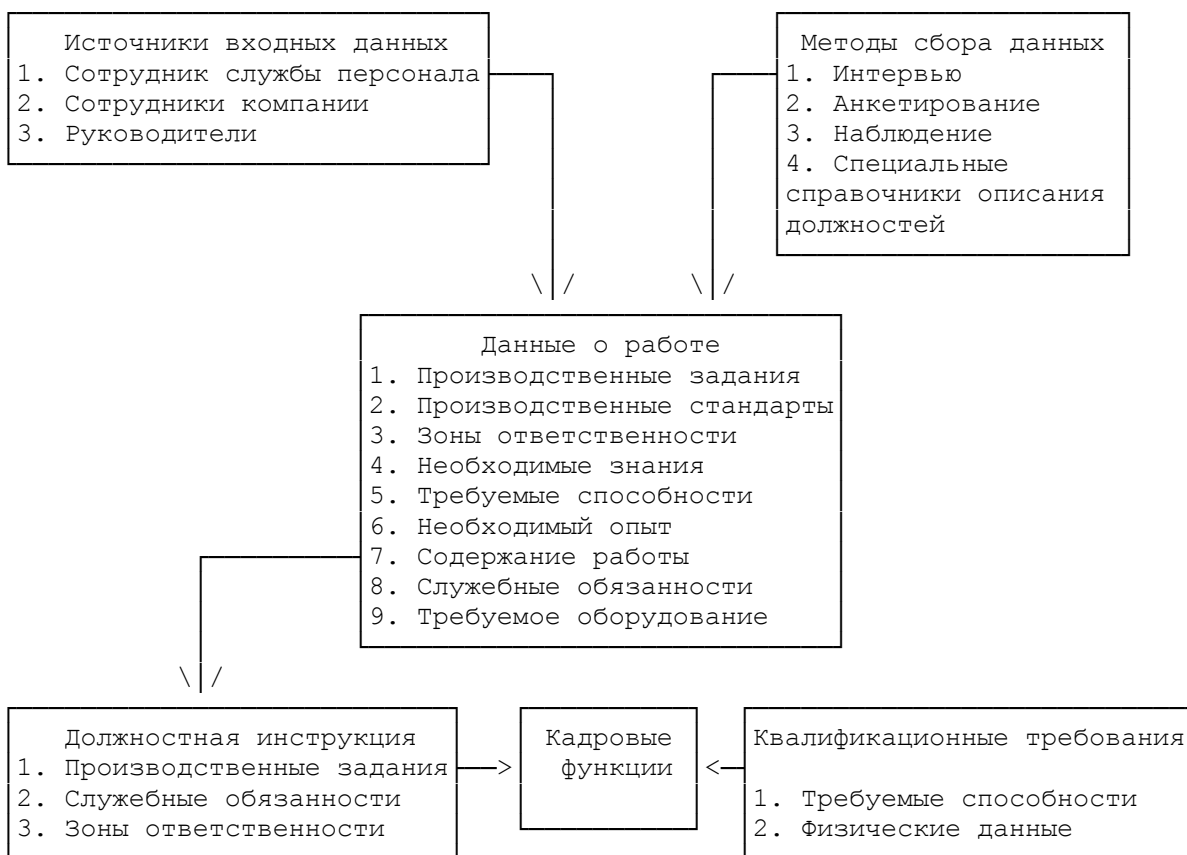 Источники входных данных
1. Сотрудник службы персонала
2. Сотрудники компании
3. Руководители
Методы сбора данных
1. Интервью
2. Анкетирование
3. Наблюдение
4. Специальные
справочники описания
должностей
Данные о работе
1. Производственные задания
2. Производственные стандарты
3. Зоны ответственности
4. Необходимые знания
5. Требуемые способности
6. Необходимый опыт
7. Содержание работы
8. Служебные обязанности
9. Требуемое оборудование
Должностная инструкция
1. Производственные задания
2. Служебные обязанности
3. Зоны ответственности
Кадровые
функции
Квалификационные требования
1. Требуемые способности
2. Физические данные